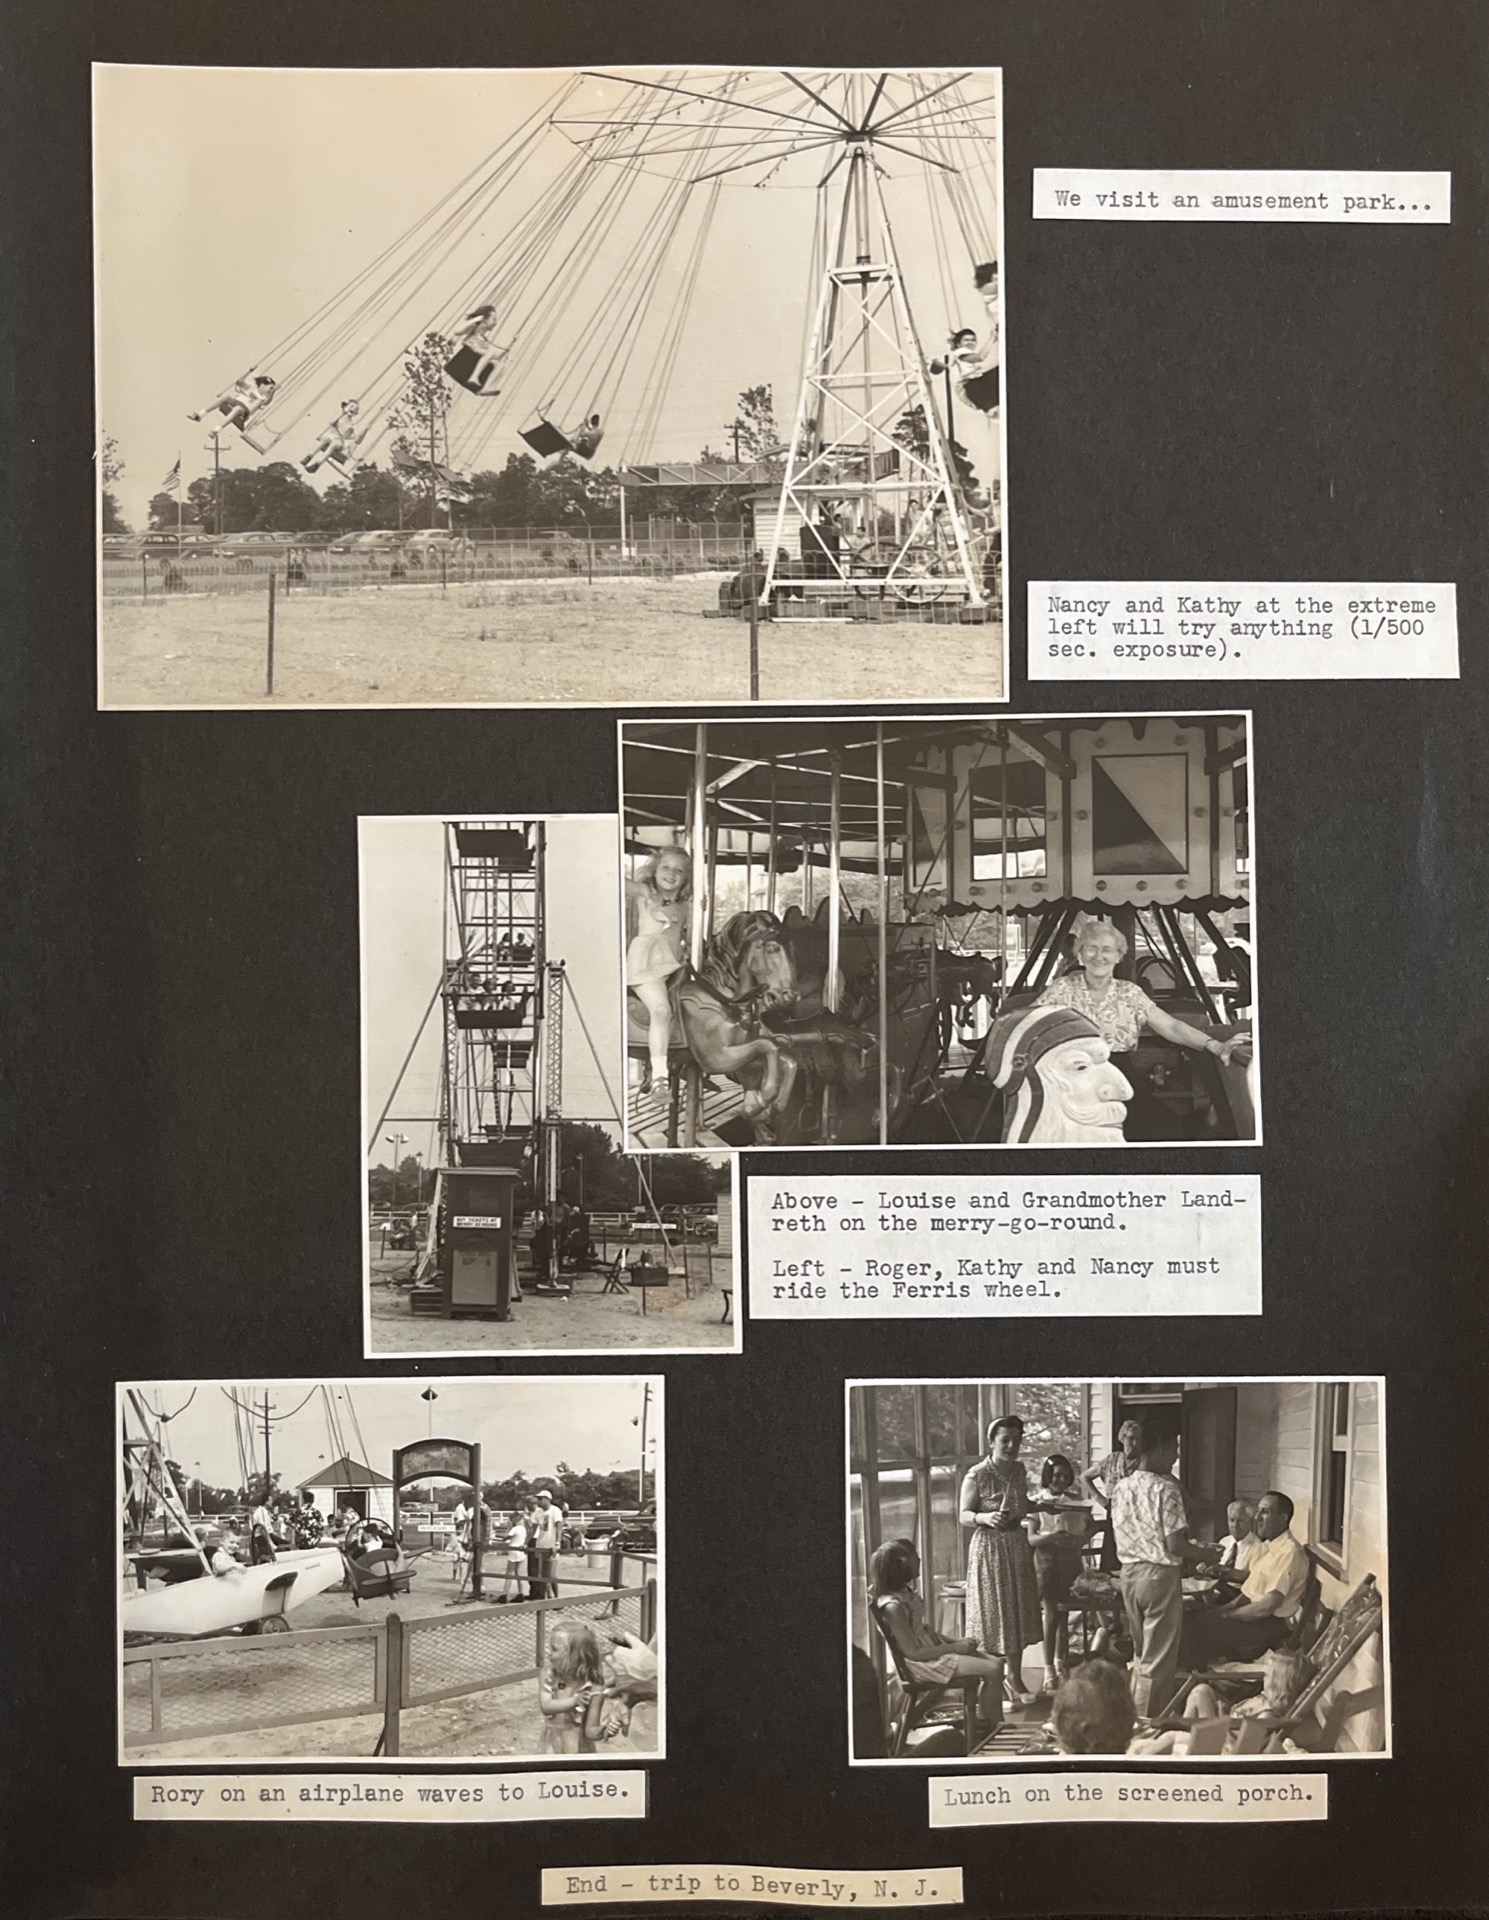 We visit an amusement park...
Nancy and Kathy at the extreme
left will try anything (1/500
sec. exposure).
BUY TICKETS AT
MERRY GO ROUND
Above - Louise and Grandmother Land-
reth on the merry-go-round.
Left - Roger, Kathy and Nancy must
ride the Ferris wheel.
Rory on an airplane waves to Louise.
Lunch on the screened porch.
End - trip to Beverly, N. J.